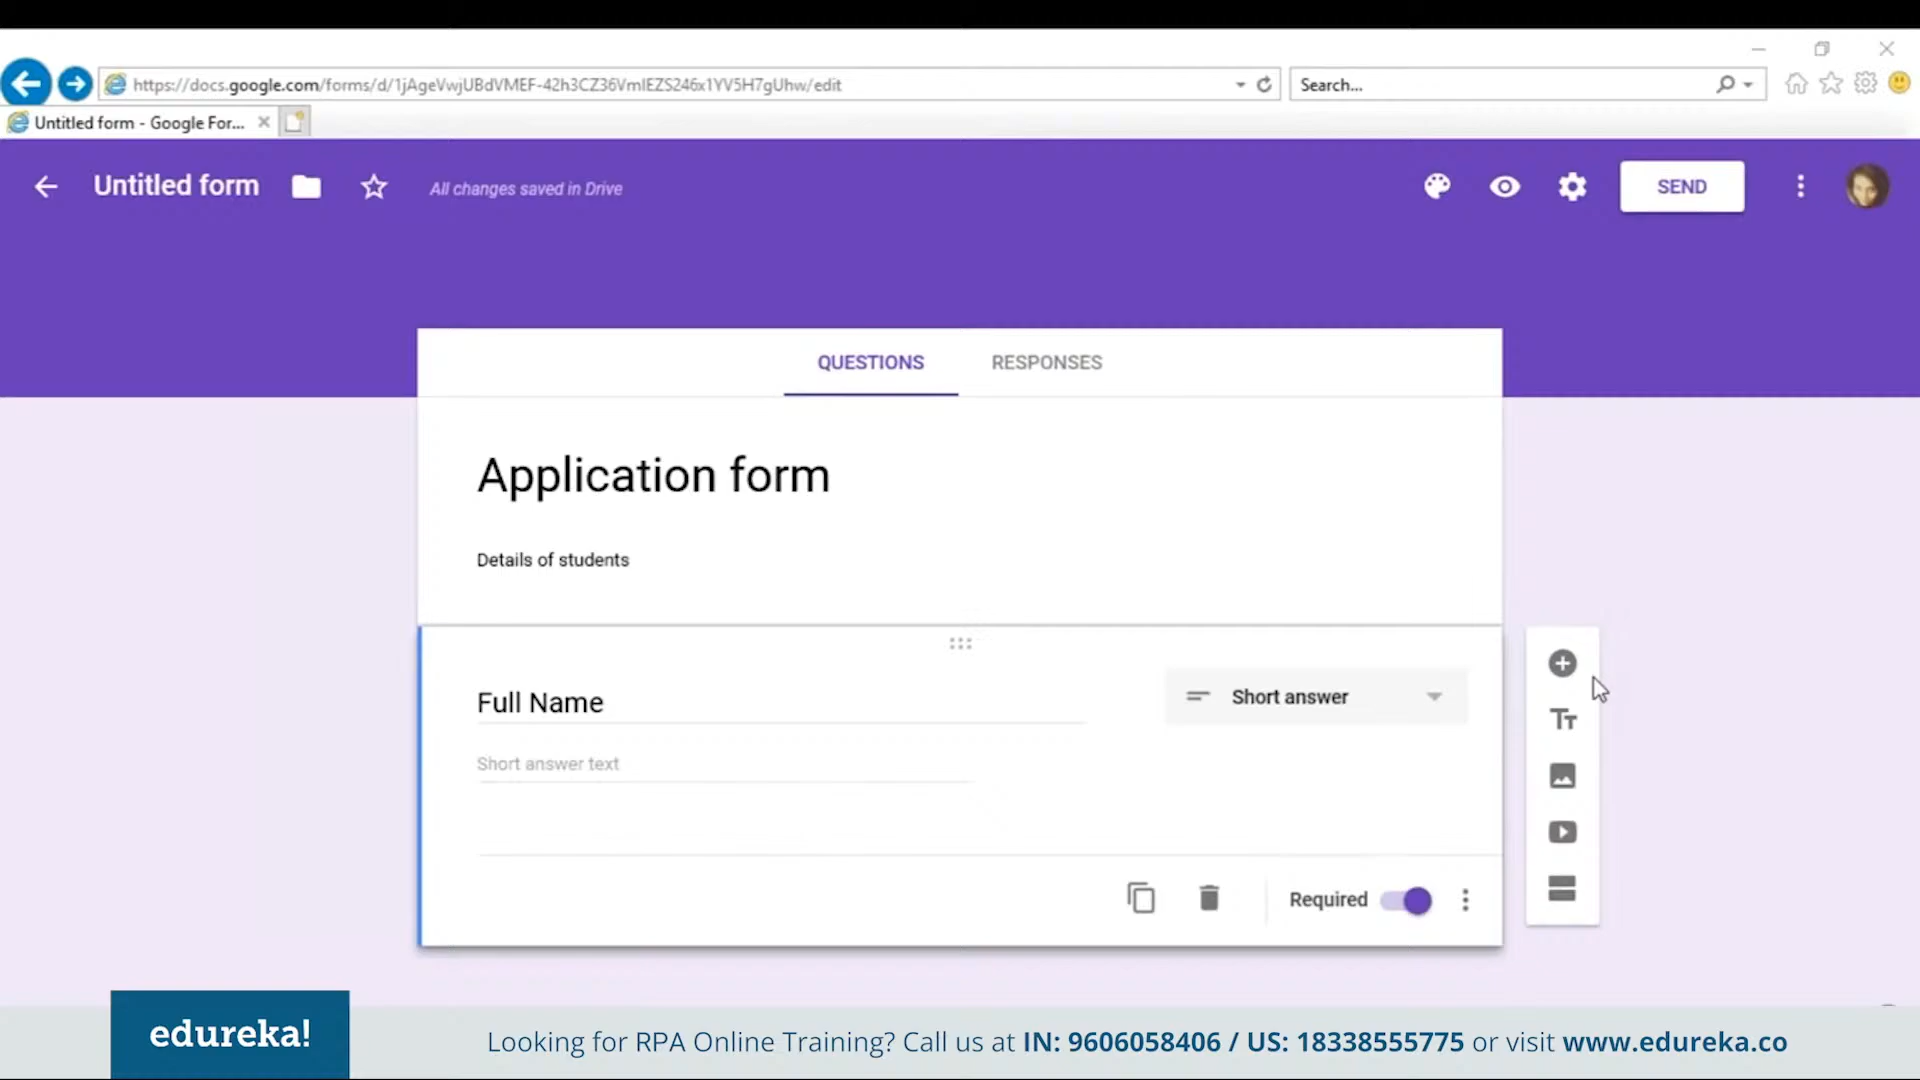 https://docs.google.com/forms/d/1jAgeVwjUBdVMEF-42h3CZ36VmlEZS246x1YV5H7gUhw/edit
Search...
Untitled form - Google For...
Untitled form
All changes saved in Drive
SEND
QUESTIONS
RESPONSES
Application form
Details of students
Full Name
Short answer
Short answer text
Required
edureka!
Looking for RPA Online Training? Call us at IN: 9606058406 / US: 18338555775 or visit www.edureka.co